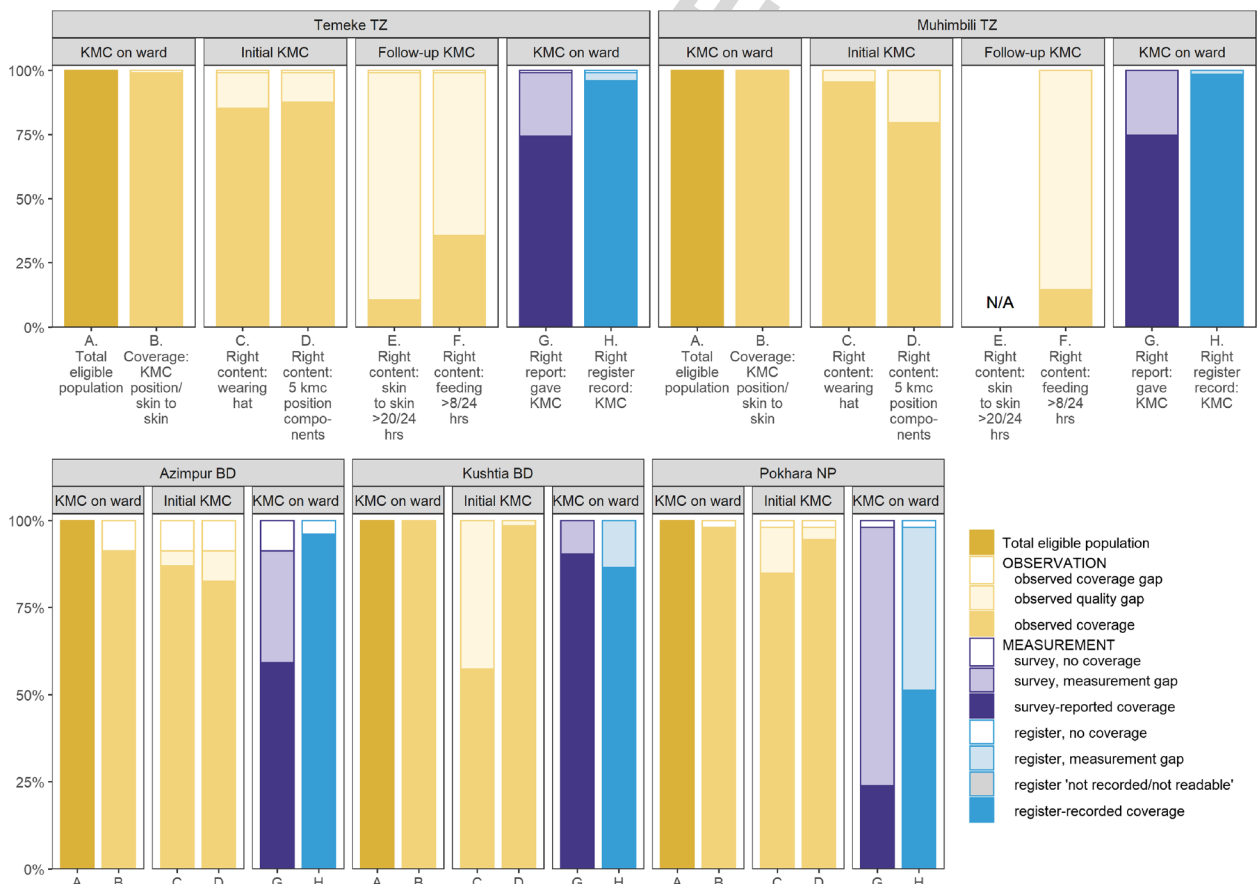 Temeke TZ
Muhimbili TZ
KMC on ward
Initial KMC
Follow-up KMC
KMC on ward
KMC on ward
Initial KMC
Follow-up KMC
KMC on ward
100%
75%
50%
25%
0%
N/A
A.
Total
eligible
population
B.
Coverage:
KMC
position/
skin to
skin
C.
Right
content:
wearing
hat
D.
Right
content:
5 kmc
position
compo-
nents
E.
Right
content:
skin
to skin
>20/24
hrs
F.
Right
content:
feeding
>8/24
hrs
G.
Right
report:
gave
KMC
H.
Right
register
record:
KMC
A.
Total
eligible
population
B.
Coverage:
KMC
position/
skin to
skin
C.
Right
content:
wearing
hat
D.
Right
content:
5 kmc
position
components
E.
Right
content:
skin
to skin
>20/24
hrs
F.
Right
content:
feeding
>8/24
hrs
G.
Right
report:
gave
KMC
H.
Right
register
record:
KMC
Azimpur BD
Kushtia BD
Pokhara NP
KMC on ward
Initial KMC
KMC on ward
KMC on ward
Initial KMC
KMC on ward
KMC on ward
Initial KMC
KMC on ward
100%
75%
50%
25%
0%
A
B
C
D
G
H
A
B
C
D
G
H
A
B
C
D
G
H
Total eligible population
OBSERVATION
observed coverage gap
observed quality gap
observed coverage
MEASUREMENT
survey, no coverage
survey, measurement gap
survey-reported coverage
register, no coverage
register, measurement gap
register 'not recorded/not readable'
register-recorded coverage